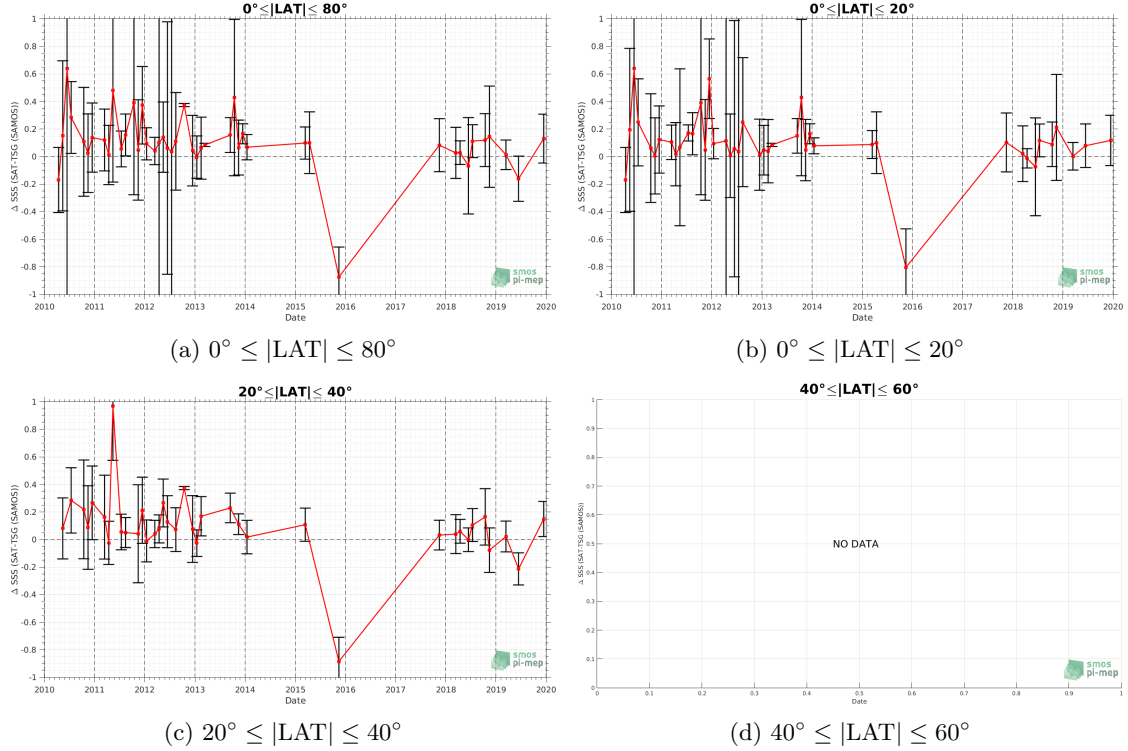 0°≤|LAT|≤ 80°
Δ SSS (SAT-TSG (SAMOS))
1
0.8
0.6
0.4
0.2
0
-0.2
-0.4
-0.6
-0.8
-1
2010 2011 2012 2013 2014 2015 2016 2017 2018 2019 2020
Date
smos
pi-mep
(a) 0° ≤ |LAT| ≤ 80°
0°≤|LAT|≤ 20°
Δ SSS (SAT-TSG (SAMOS))
1
0.8
0.6
0.4
0.2
0
-0.2
-0.4
-0.6
-0.8
-1
2010 2011 2012 2013 2014 2015 2016 2017 2018 2019 2020
Date
smos
pi-mep
(b) 0° ≤ |LAT| ≤ 20°
20°≤|LAT|≤ 40°
Δ SSS (SAT-TSG (SAMOS))
1
0.8
0.6
0.4
0.2
0
-0.2
-0.4
-0.6
-0.8
-1
2010 2011 2012 2013 2014 2015 2016 2017 2018 2019 2020
Date
smos
pi-mep
(c) 20° ≤ |LAT| ≤ 40°
40°≤|LAT|≤ 60°
Δ SSS (SAT-TSG (SAMOS))
1
0.9
0.8
0.7
0.6
0.5
0.4
0.3
0.2
0.1
0
NO DATA
0 0.1 0.2 0.3 0.4 0.5 0.6 0.7 0.8 0.9 1
Date
smos
pi-mep
(d) 40° ≤ |LAT| ≤ 60°